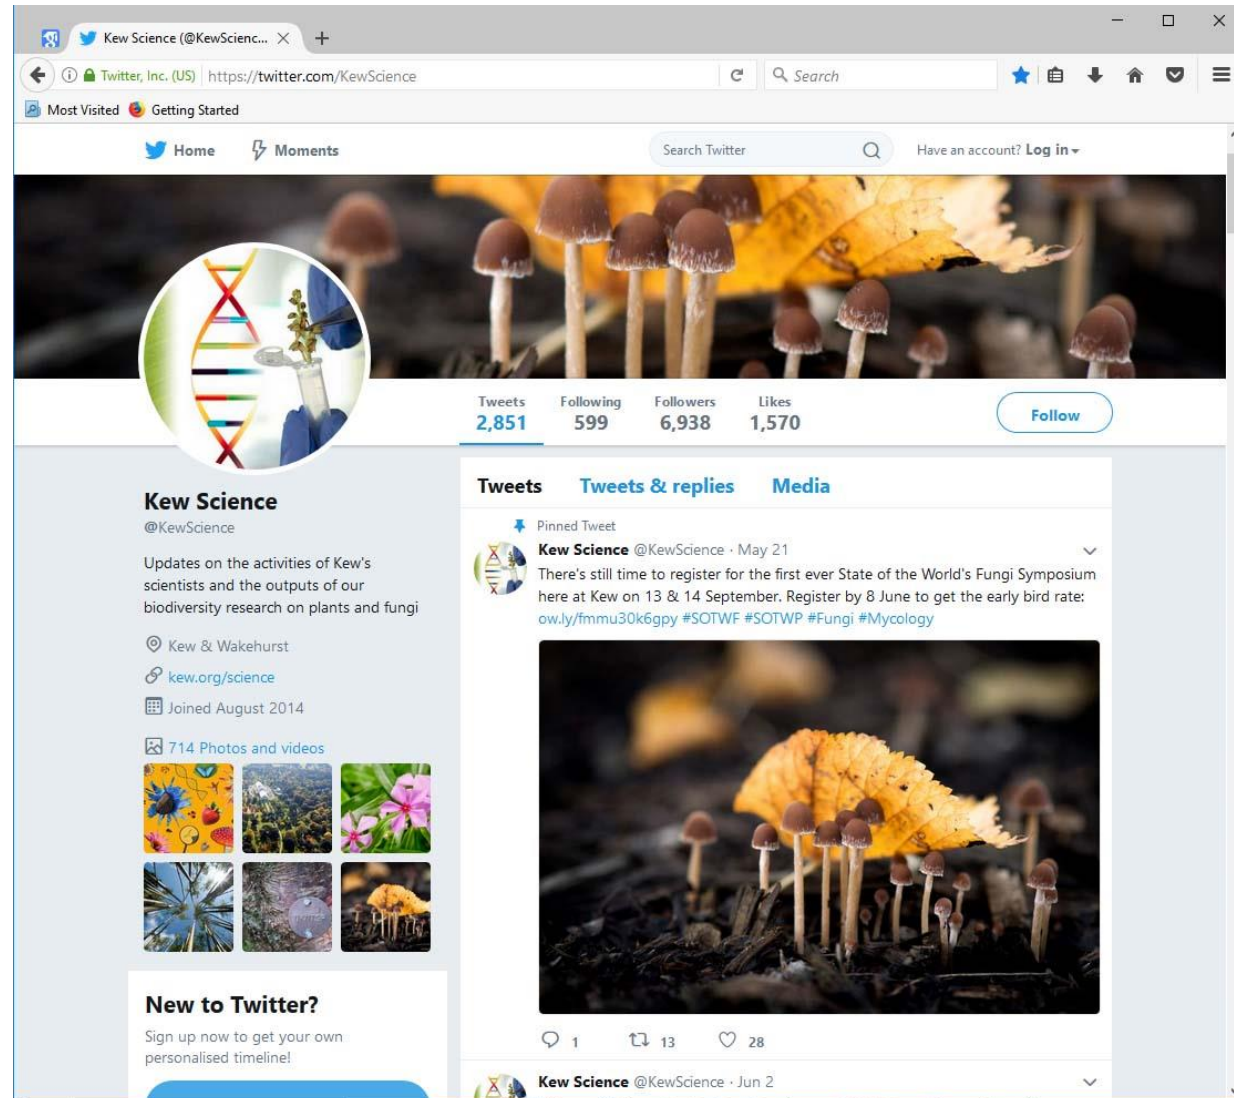 Kew Science (@KewScienc...
Twitter, Inc. (US) https://twitter.com/KewScience
Search
Most Visited Getting Started
Home Moments
Search Twitter
Have an account? Log in
Tweets Following Followers Likes
2,851 599 6,938 1,570
Follow
Kew Science
@KewScience
Updates on the activities of Kew's
scientists and the outputs of our
biodiversity research on plants and fungi
Kew & Wakehurst
kew.org/science
Joined August 2014
714 Photos and videos
New to Twitter?
Sign up now to get your own
personalised timeline!
Tweets Tweets & replies Media
Pinned Tweet
Kew Science @KewScience · May 21
There's still time to register for the first ever State of the World's Fungi Symposium
here at Kew on 13 & 14 September. Register by 8 June to get the early bird rate:
ow.ly/fmmu30k6gpy #SOTWF #SOTWP #Fungi #Mycology
1 13 28
Kew Science @KewScience · Jun 2